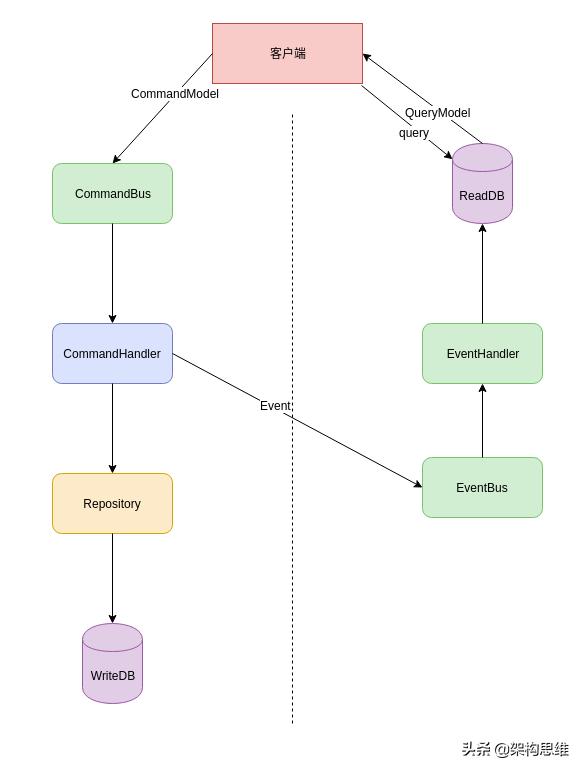 客户端
CommandModel
QueryModel
query
CommandBus
ReadDB
CommandHandler
EventHandler
Event
EventBus
Repository
WriteDB
头条 @架构思维